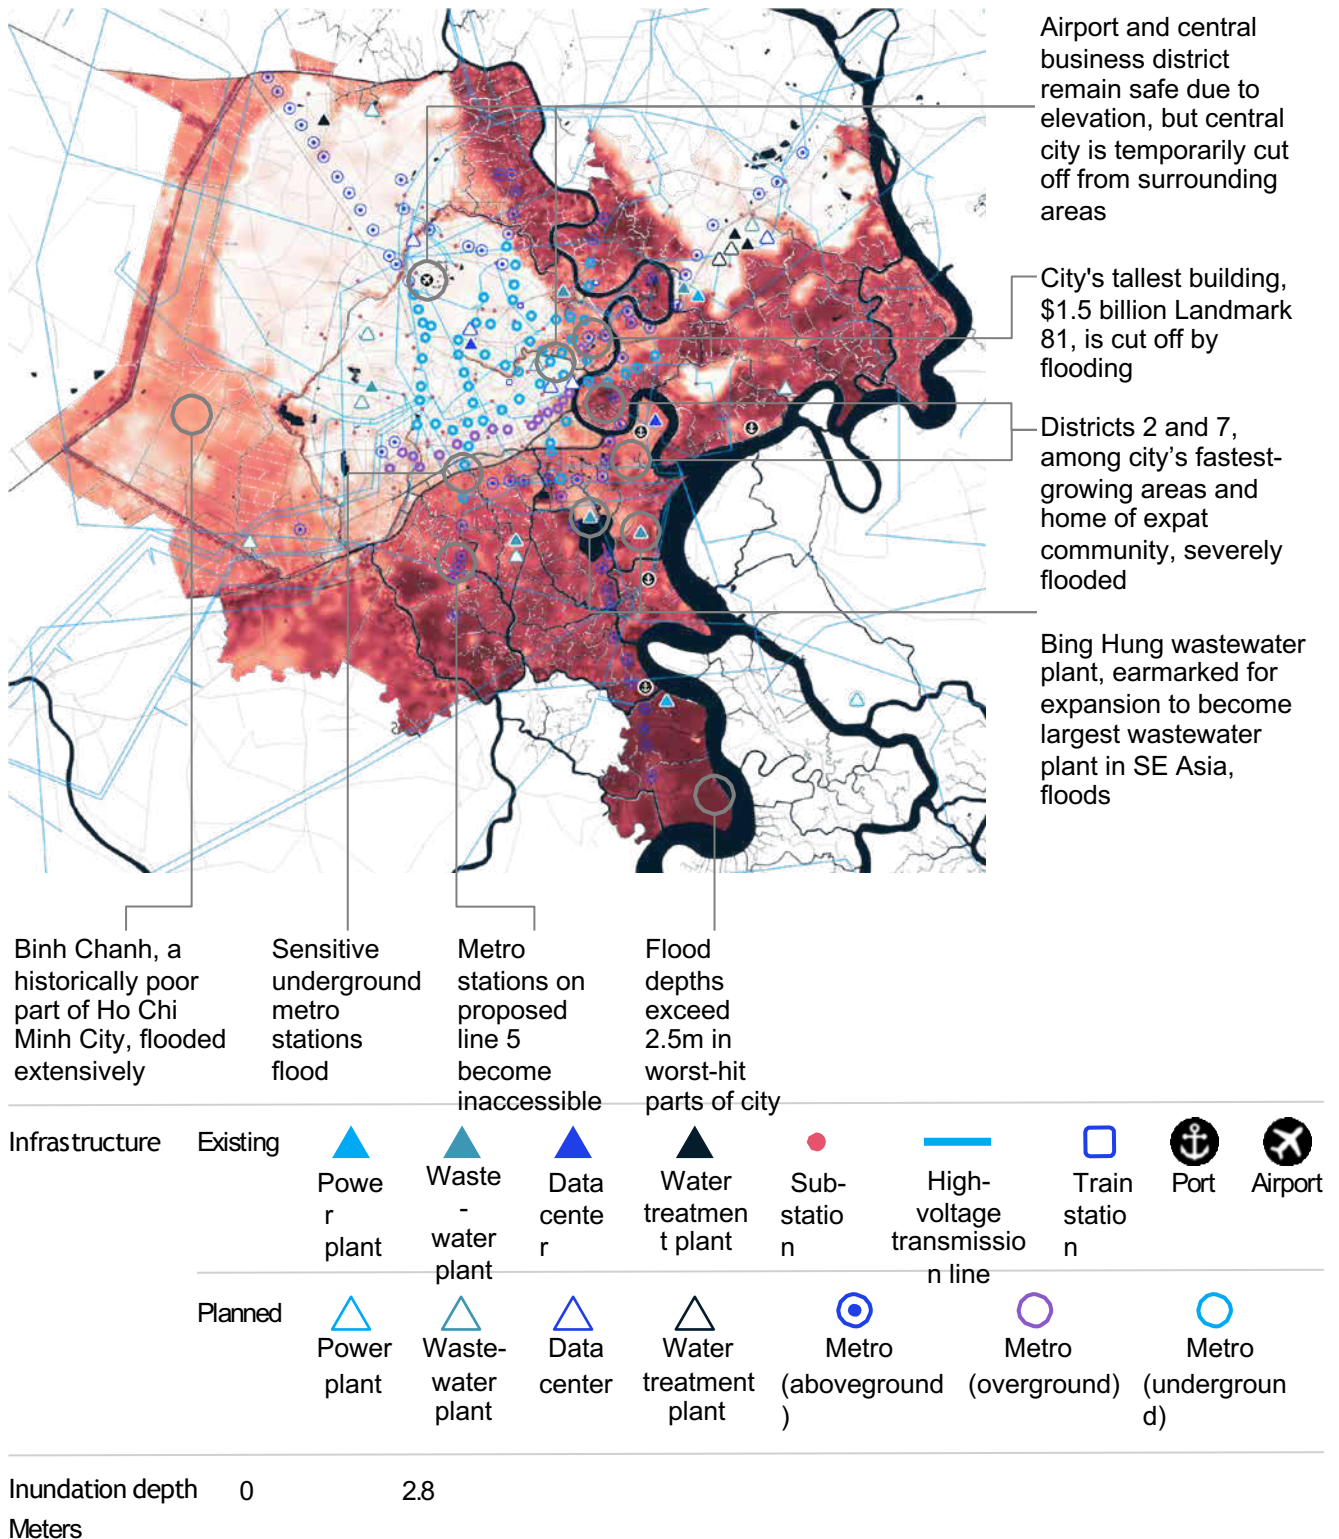 Airport and central
business district
remain safe due to
elevation, but central
city is temporarily cut
off from surrounding
areas
City's tallest building,
$1.5 billion Landmark
81, is cut off by
flooding
Districts 2 and 7,
among city’s fastest-
growing areas and
home of expat
community, severely
flooded
Bing Hung wastewater
plant, earmarked for
expansion to become
largest wastewater
plant in SE Asia,
floods
Binh Chanh, a
historically poor
part of Ho Chi
Minh City, flooded
extensively
Sensitive
underground
metro
stations
flood
Metro
stations on
proposed
line 5
become
inaccessible
Flood
depths
exceed
2.5m in
worst-hit
parts of city
Infrastructure
Existing
Powe
r
plant
Waste
-
water
plant
Data
cente
r
Water
treatmen
t plant
Sub-
statio
n
High-
voltage
transmissio
n line
Train
statio
n
Port
Airport
Planned
Power
plant
Waste-
water
plant
Data
center
Water
treatment
plant
Metro
(aboveground
)
Metro
(overground)
Metro
(undergroun
d)
Inundation depth 0 2.8
Meters